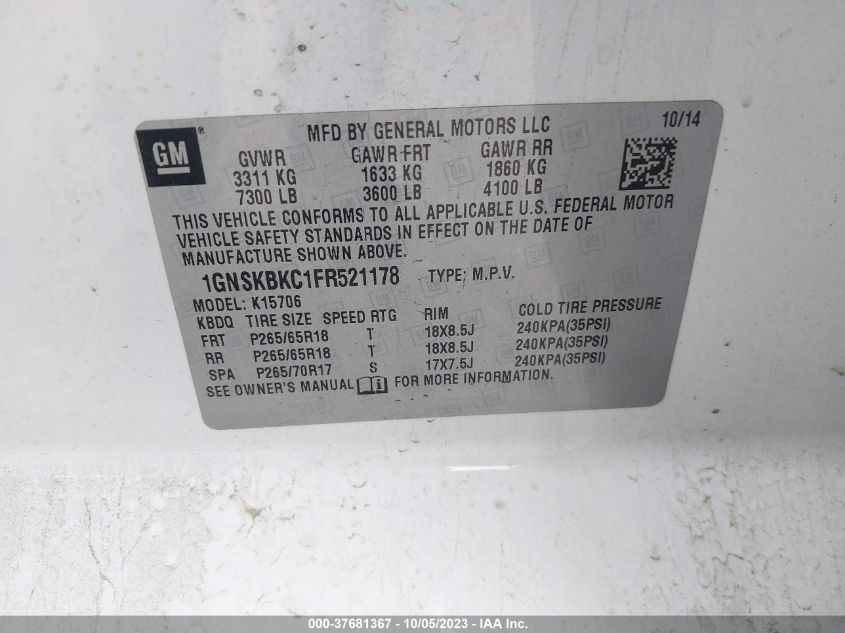 GM ®
MFD BY GENERAL MOTORS LLC 10/14
GVWR GAWR FRT GAWR RR
3311 KG 1633 KG 1860 KG
7300 LB 3600 LB 4100 LB
THIS VEHICLE CONFORMS TO ALL APPLICABLE U.S. FEDERAL MOTOR
VEHICLE SAFETY STANDARDS IN EFFECT ON THE DATE OF
MANUFACTURE SHOWN ABOVE.
1GNSKBKC1FR521178 TYPE: M.P.V.
MODEL: K15706
KBDQ TIRE SIZE SPEED RTG RIM COLD TIRE PRESSURE
FRT P265/65R18 T 18X8.5J 240KPA(35PSI)
RR P265/65R18 T 18X8.5J 240KPA(35PSI)
SPA P265/70R17 S 17X7.5J 240KPA(35PSI)
SEE OWNER'S MANUAL i FOR MORE INFORMATION.
000-37681367 - 10/05/2023 - IAA Inc.